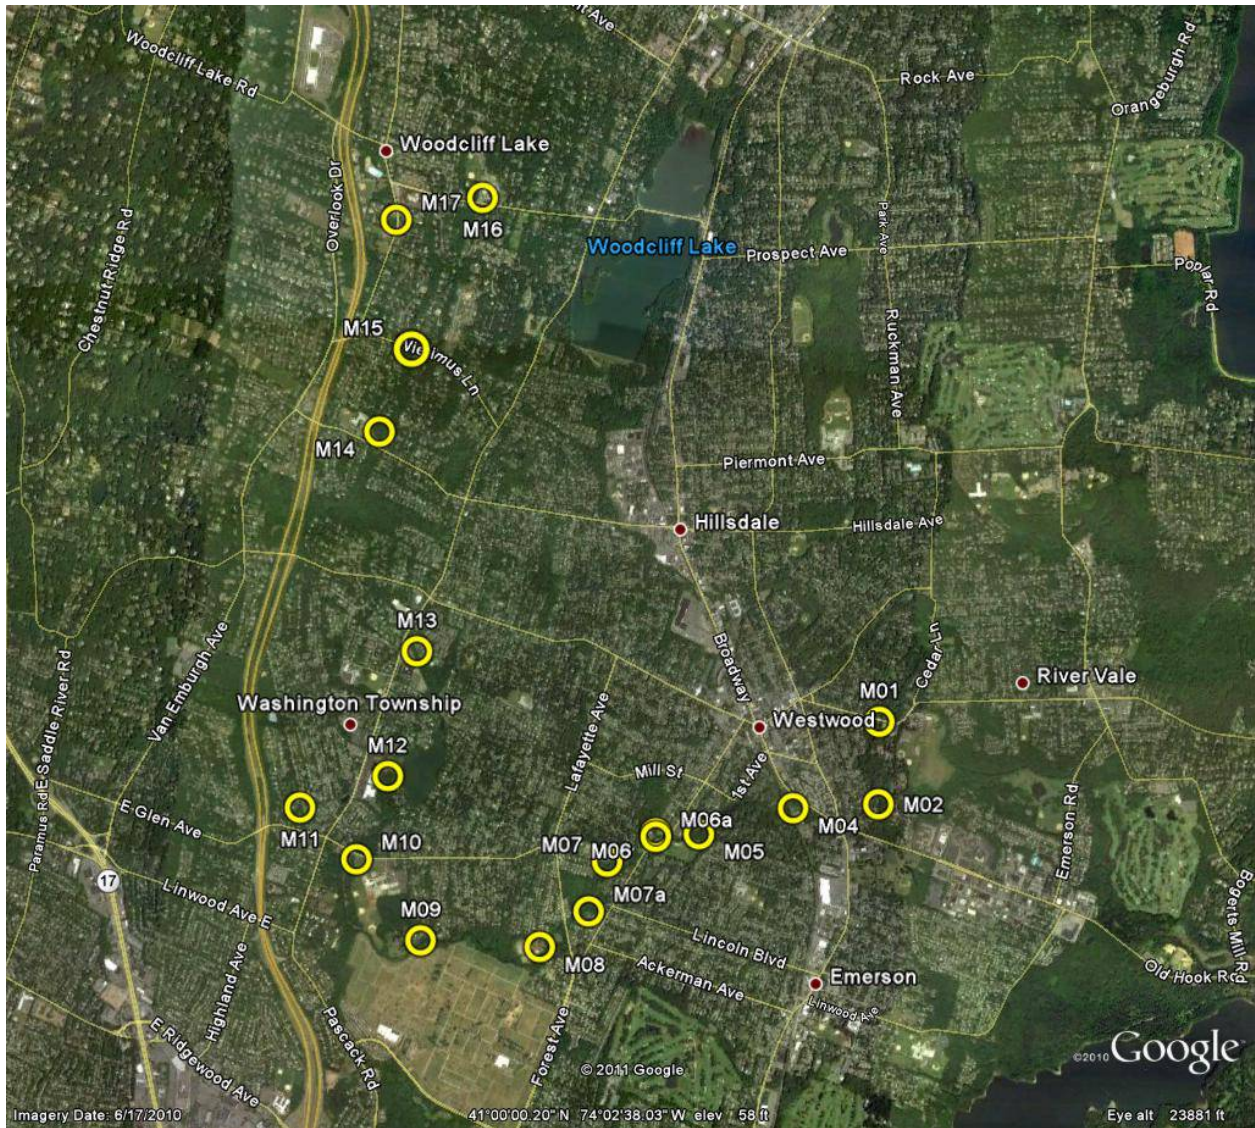 Woodcliff Lake Rd
Rock Ave
Orangeburgh Rd
Woodcliff Lake
Overlook Dr
M17
M16
Chestnut Ridge Rd
Park Ave
Woodcliff Lake
Prospect Ave
Poplar Rd
M15
Ruckman Ave
M14
Piermont Ave
Hillsdale
Hillsdale Ave
M13
Broadway
Cedar Ln
Van Emburgh Ave
E Saddle River Rd
Paramus Rd
Washington Township
River Vale
M01
Westwood
Lafayette Ave
M12
Mill St
1st Ave
E Glen Ave
M11
M10
M07
M06
M06a
M05
M04
M02
Emerson Rd
17
Linwood Ave E
M07a
M09
Lincoln Blvd
M08
Ackerman Ave
Emerson
Linwood Ave
Old Hook Rd
Bogerts Mill Rd
Highland Ave
Pascack Rd
Forest Ave
E Ridgewood Ave
©2010 Google
© 2011 Google
Imagery Date: 6/17/2010
41°00'00.20" N 74°02'38.03" W elev 58 ft
Eye alt 23881 ft